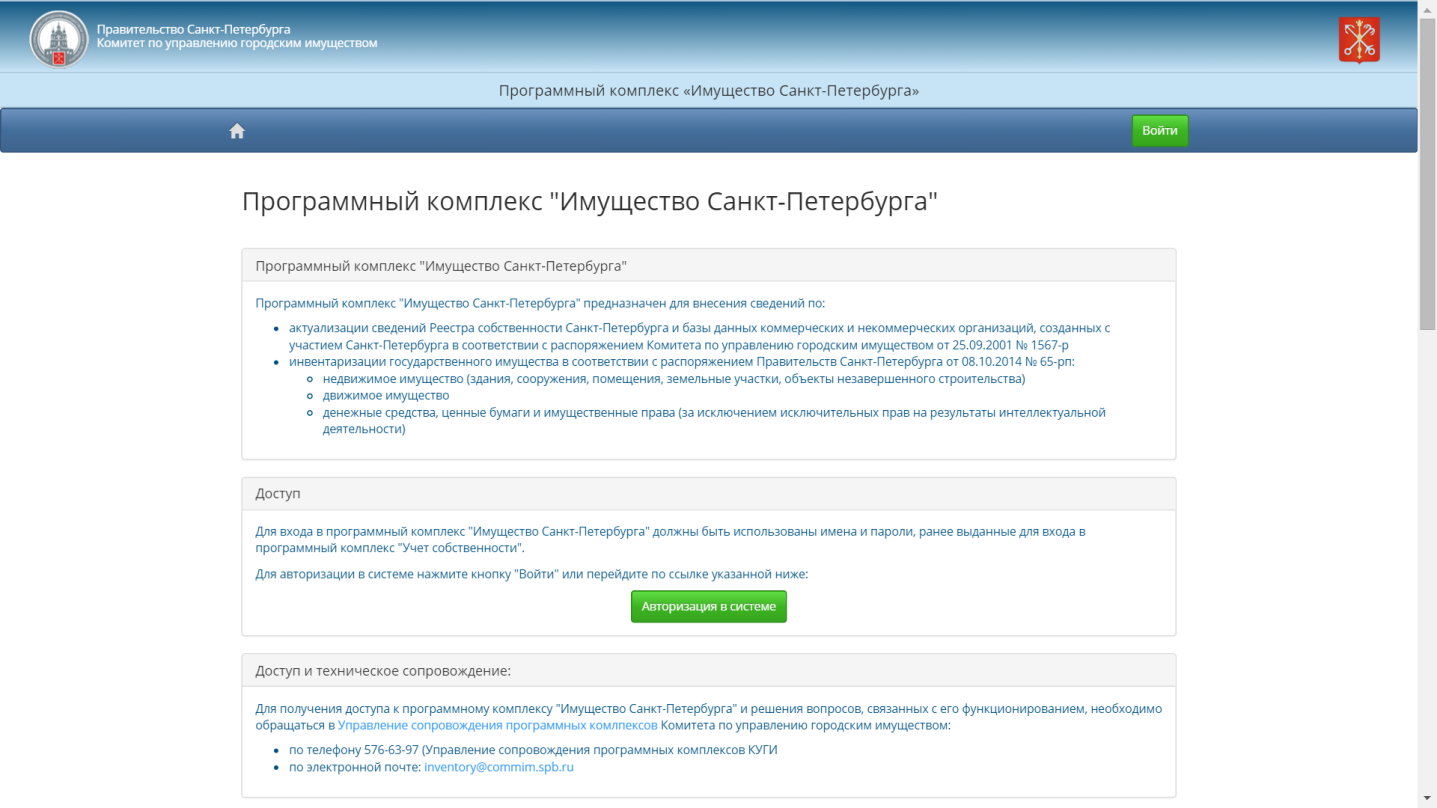 Правительство Санкт-Петербурга
Комитет по управлению городским имуществом
Программный комплекс «Имущество Санкт-Петербурга»
Войти
Программный комплекс "Имущество Санкт-Петербурга"
Программный комплекс "Имущество Санкт-Петербурга"
Программный комплекс "Имущество Санкт-Петербурга" предназначен для внесения сведений по:
актуализации сведений Реестра собственности Санкт-Петербурга и базы данных коммерческих и некоммерческих организаций, созданных с
участием Санкт-Петербурга в соответствии с распоряжением Комитета по управлению городским имуществом от 25.09.2001 № 1567-р
инвентаризации государственного имущества в соответствии с распоряжением Правительств Санкт-Петербурга от 08.10.2014 № 65-рп:
недвижимое имущество (здания, сооружения, помещения, земельные участки, объекты незавершенного строительства)
движимое имущество
денежные средства, ценные бумаги и имущественные права (за исключением исключительных прав на результаты интеллектуальной
деятельности)
Доступ
Для входа в программный комплекс "Имущество Санкт-Петербурга" должны быть использованы имена и пароли, ранее выданные для входа в
программный комплекс "Учет собственности".
Для авторизации в системе нажмите кнопку "Войти" или перейдите по ссылке указанной ниже:
Авторизация в системе
Доступ и техническое сопровождение:
Для получения доступа к программному комплексу "Имущество Санкт-Петербурга" и решения вопросов, связанных с его функционированием, необходимо
обращаться в Управление сопровождения программных комлпексов Комитета по управлению городским имуществом:
по телефону 576-63-97 (Управление сопровождения программных комплексов КУГИ
по электронной почте: inventory@commim.spb.ru